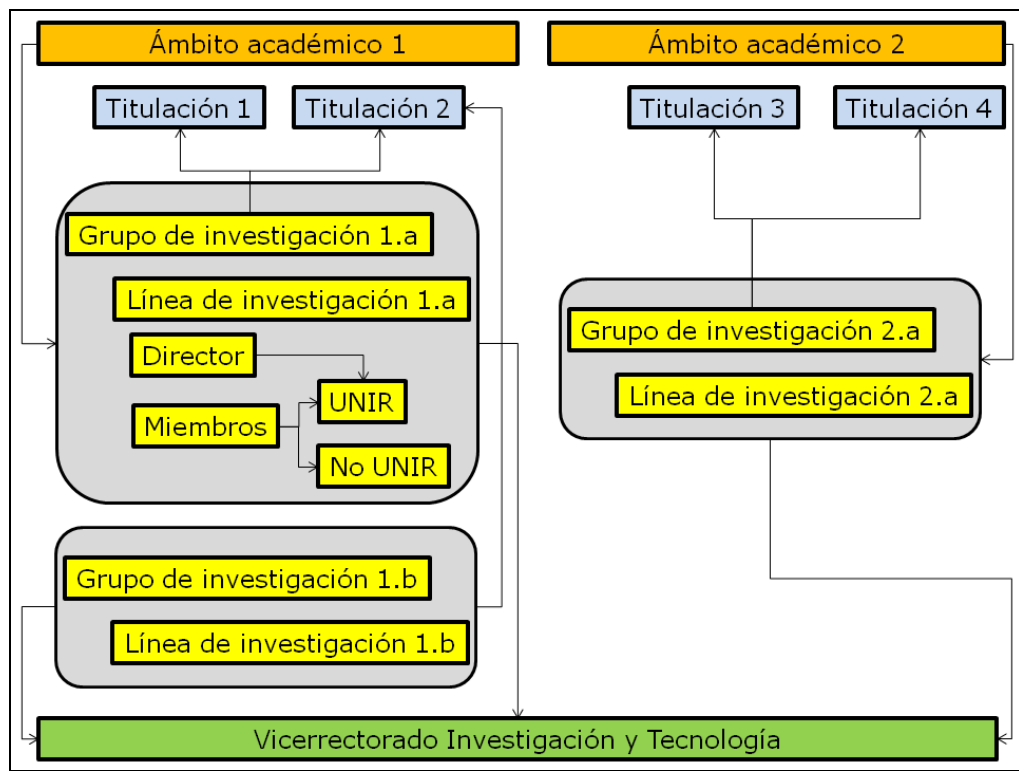 Ámbito académico 1
Ámbito académico 2
Titulación 1
Titulación 2
Titulación 3
Titulación 4
Grupo de investigación 1.a
Línea de investigación 1.a
Director
UNIR
Miembros
No UNIR
Grupo de investigación 2.a
Línea de investigación 2.a
Grupo de investigación 1.b
Línea de investigación 1.b
Vicerrectorado Investigación y Tecnología